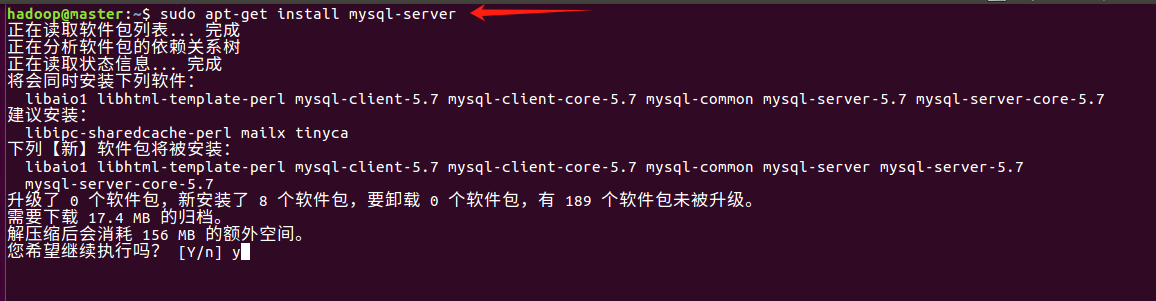 hadoop@master:~$ sudo apt-get install mysql-server
正在读取软件包列表... 完成
正在分析软件包的依赖关系树
正在读取状态信息... 完成
将会同时安装下列软件：
  libaio1 libhtml-template-perl mysql-client-5.7 mysql-client-core-5.7 mysql-common mysql-server-5.7 mysql-server-core-5.7
建议安装：
  libipc-sharedcache-perl mailx tinyca
下列【新】软件包将被安装：
  libaio1 libhtml-template-perl mysql-client-5.7 mysql-client-core-5.7 mysql-common mysql-server mysql-server-5.7
  mysql-server-core-5.7
升级了 0 个软件包，新安装了 8 个软件包，要卸载 0 个软件包，有 189 个软件包未被升级。
需要下载 17.4 MB 的归档。
解压缩后会消耗 156 MB 的额外空间。
您希望继续执行吗？ [Y/n] y